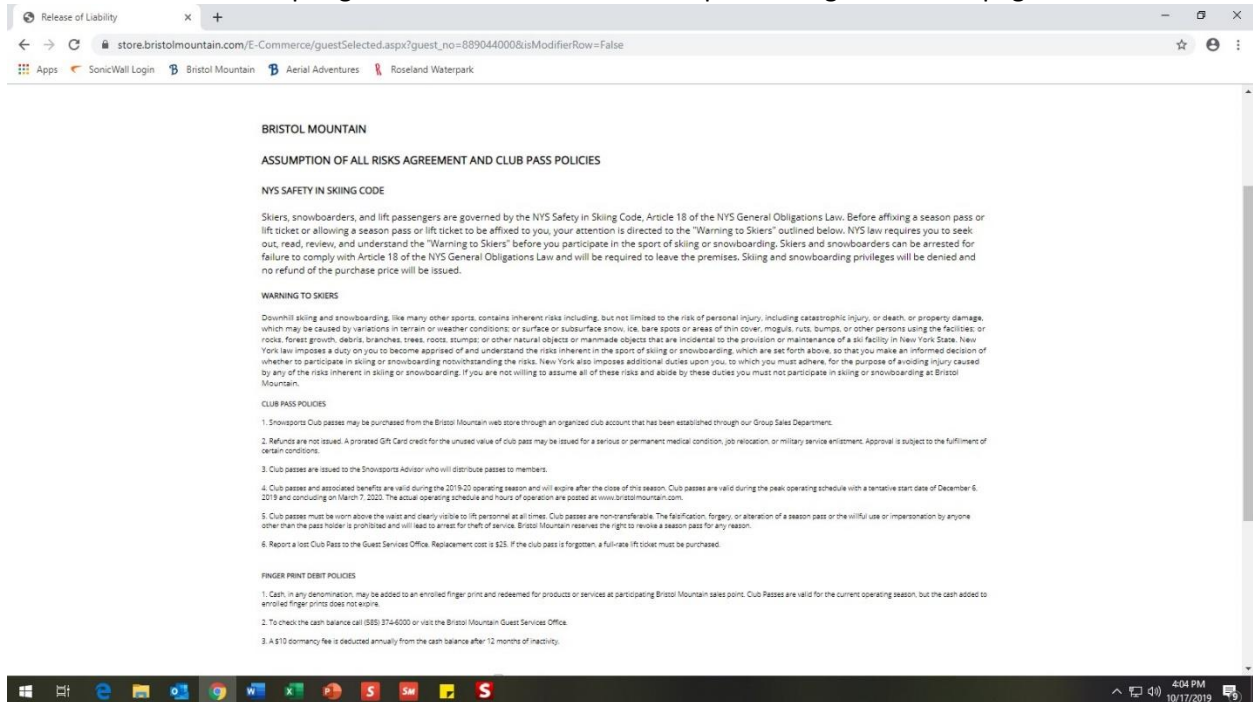 Release of Liability
store.bristolmountain.com/E-Commerce/guestSelected.aspx?guest_no=889044000&isModifierRow=False
Apps SonicWall Login Bristol Mountain Aerial Adventures Roseland Waterpark
BRISTOL MOUNTAIN
ASSUMPTION OF ALL RISKS AGREEMENT AND CLUB PASS POLICIES
NYS SAFETY IN SKIING CODE
Skiers, snowboarders, and lift passengers are governed by the NYS Safety in Skiing Code, Article 18 of the NYS General Obligations Law. Before affixing a season pass or
lift ticket or allowing a season pass or lift ticket to be affixed to you, your attention is directed to the "Warning to Skiers" outlined below. NYS law requires you to seek
out, read, review, and understand the "Warning to Skiers" before you participate in the sport of skiing or snowboarding. Skiers and snowboarders can be arrested for
failure to comply with Article 18 of the NYS General Obligations Law and will be required to leave the premises. Skiing and snowboarding privileges will be denied and
no refund of the purchase price will be issued.
WARNING TO SKIERS
Downhill skiing and snowboarding, like many other sports, contains inherent risks including, but not limited to the risk of personal injury, including catastrophic injury, or death, or property damage,
which may be caused by variations in terrain or weather conditions; or surface or subsurface snow, ice, bare spots or areas of thin cover, moguls, ruts, bumps, or other persons using the facilities; or
rocks, forest growth, debris, branches, trees, roots, stumps; or other natural objects or manmade objects that are incidental to the provision or maintenance of a ski facility in New York State. New
York law imposes a duty on you to become apprised of and understand the risks inherent in the sport of skiing or snowboarding, which are set forth above, so that you make an informed decision of
whether to participate in skiing or snowboarding notwithstanding the risks. New York also imposes additional duties upon you, to which you must adhere, for the purpose of avoiding injury caused
by any of the risks inherent in skiing or snowboarding. If you are not willing to assume all of these risks and abide by these duties you must not participate in skiing or snowboarding at Bristol
Mountain.
CLUB PASS POLICIES
1. Snowsports Club passes may be purchased from the Bristol Mountain web store through an organized club account that has been established through our Group Sales Department.
2. Refunds are not issued. A prorated Gift Card credit for the unused value of club pass may be issued for a serious or permanent medical condition, job relocation, or military service enlistment. Approval is subject to the fulfillment of
certain conditions.
3. Club passes are issued to the Snowsports Advisor who will distribute passes to members.
4. Club passes and associated benefits are valid during the 2019-20 operating season and will expire after the close of this season. Club passes are valid during the peak operating schedule with a tentative start date of December 6,
2019 and concluding on March 7, 2020. The actual operating schedule and hours of operation are posted at www.bristolmountain.com.
5. Club passes must be worn above the waist and clearly visible to lift personnel at all times. Club passes are non-transferable. The falsification, forgery, or alteration of a season pass or the willful use or impersonation by anyone
other than the pass holder is prohibited and will lead to arrest for theft of service. Bristol Mountain reserves the right to revoke a season pass for any reason.
6. Report a lost Club Pass to the Guest Services Office. Replacement cost is $25. If the club pass is forgotten, a full-rate lift ticket must be purchased.
FINGER PRINT DEBIT POLICIES
1. Cash, in any denomination, may be added to an enrolled finger print and redeemed for products or services at participating Bristol Mountain sales point. Club Passes are valid for the current operating season, but the cash added to
enrolled finger prints does not expire.
2. To check the cash balance call (585) 374-6000 or visit the Bristol Mountain Guest Services Office.
3. A $10 dormancy fee is deducted annually from the cash balance after 12 months of inactivity.
4:04 PM
10/17/2019